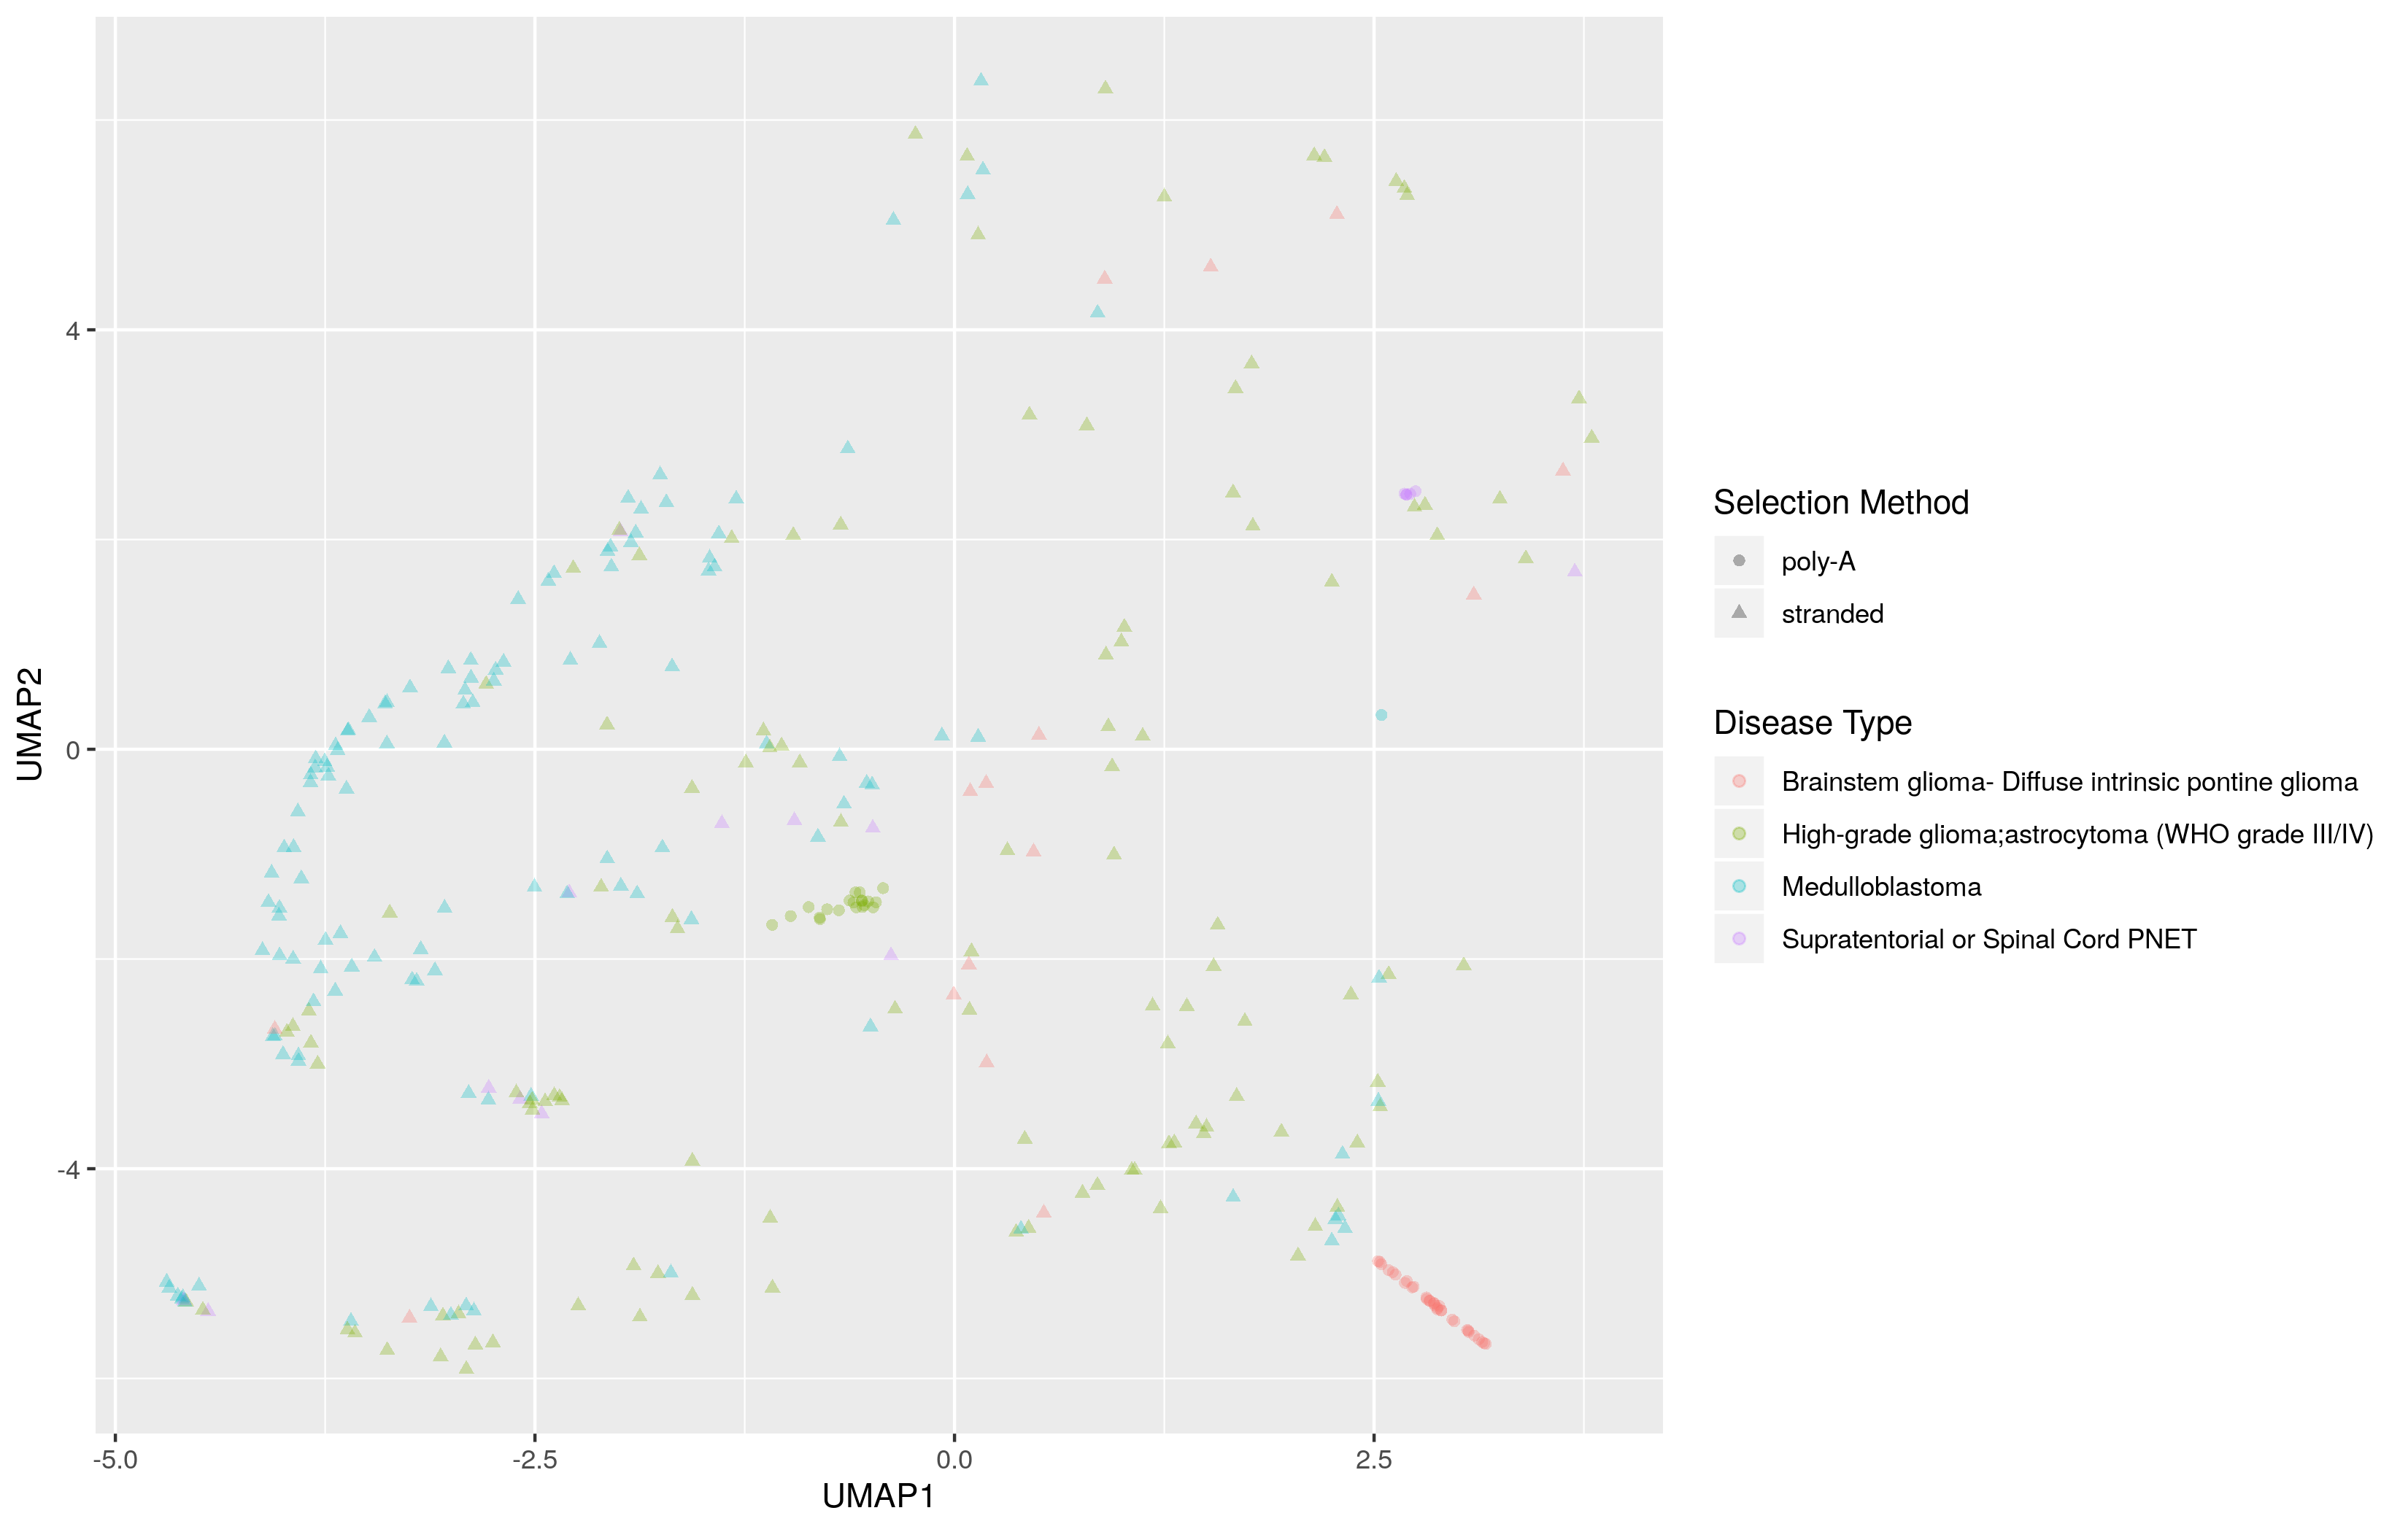 UMAP2
4
0
-4
-5.0
-2.5
0.0
2.5
UMAP1
Selection Method
poly-A
stranded
Disease Type
Brainstem glioma- Diffuse intrinsic pontine glioma
High-grade glioma;astrocytoma (WHO grade III/IV)
Medulloblastoma
Supratentorial or Spinal Cord PNET